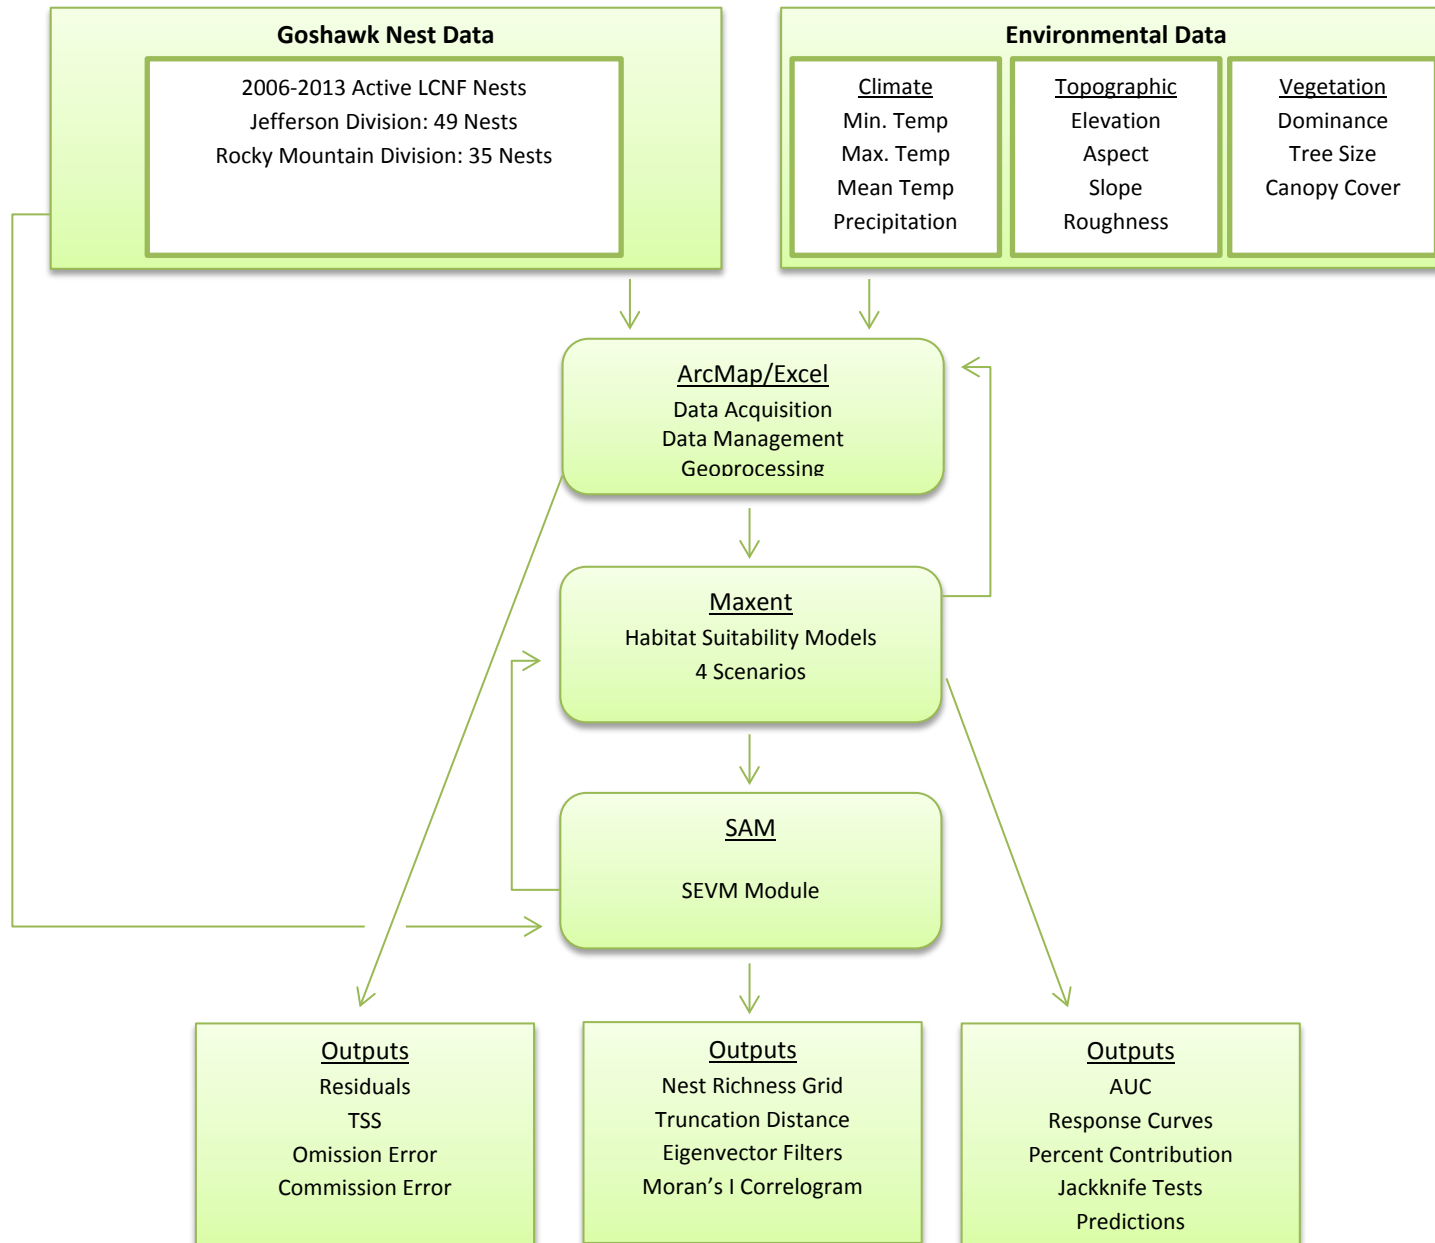 Goshawk Nest Data
2006-2013 Active LCNF Nests
Jefferson Division: 49 Nests
Rocky Mountain Division: 35 Nests
Environmental Data
Climate
Min. Temp
Max. Temp
Mean Temp
Precipitation
Topographic
Elevation
Aspect
Slope
Roughness
Vegetation
Dominance
Tree Size
Canopy Cover
ArcMap/Excel
Data Acquisition
Data Management
Geoprocessing
Maxent
Habitat Suitability Models
4 Scenarios
SAM
SEVM Module
Outputs
Residuals
TSS
Omission Error
Commission Error
Outputs
Nest Richness Grid
Truncation Distance
Eigenvector Filters
Moran’s I Correlogram
Outputs
AUC
Response Curves
Percent Contribution
Jackknife Tests
Predictions